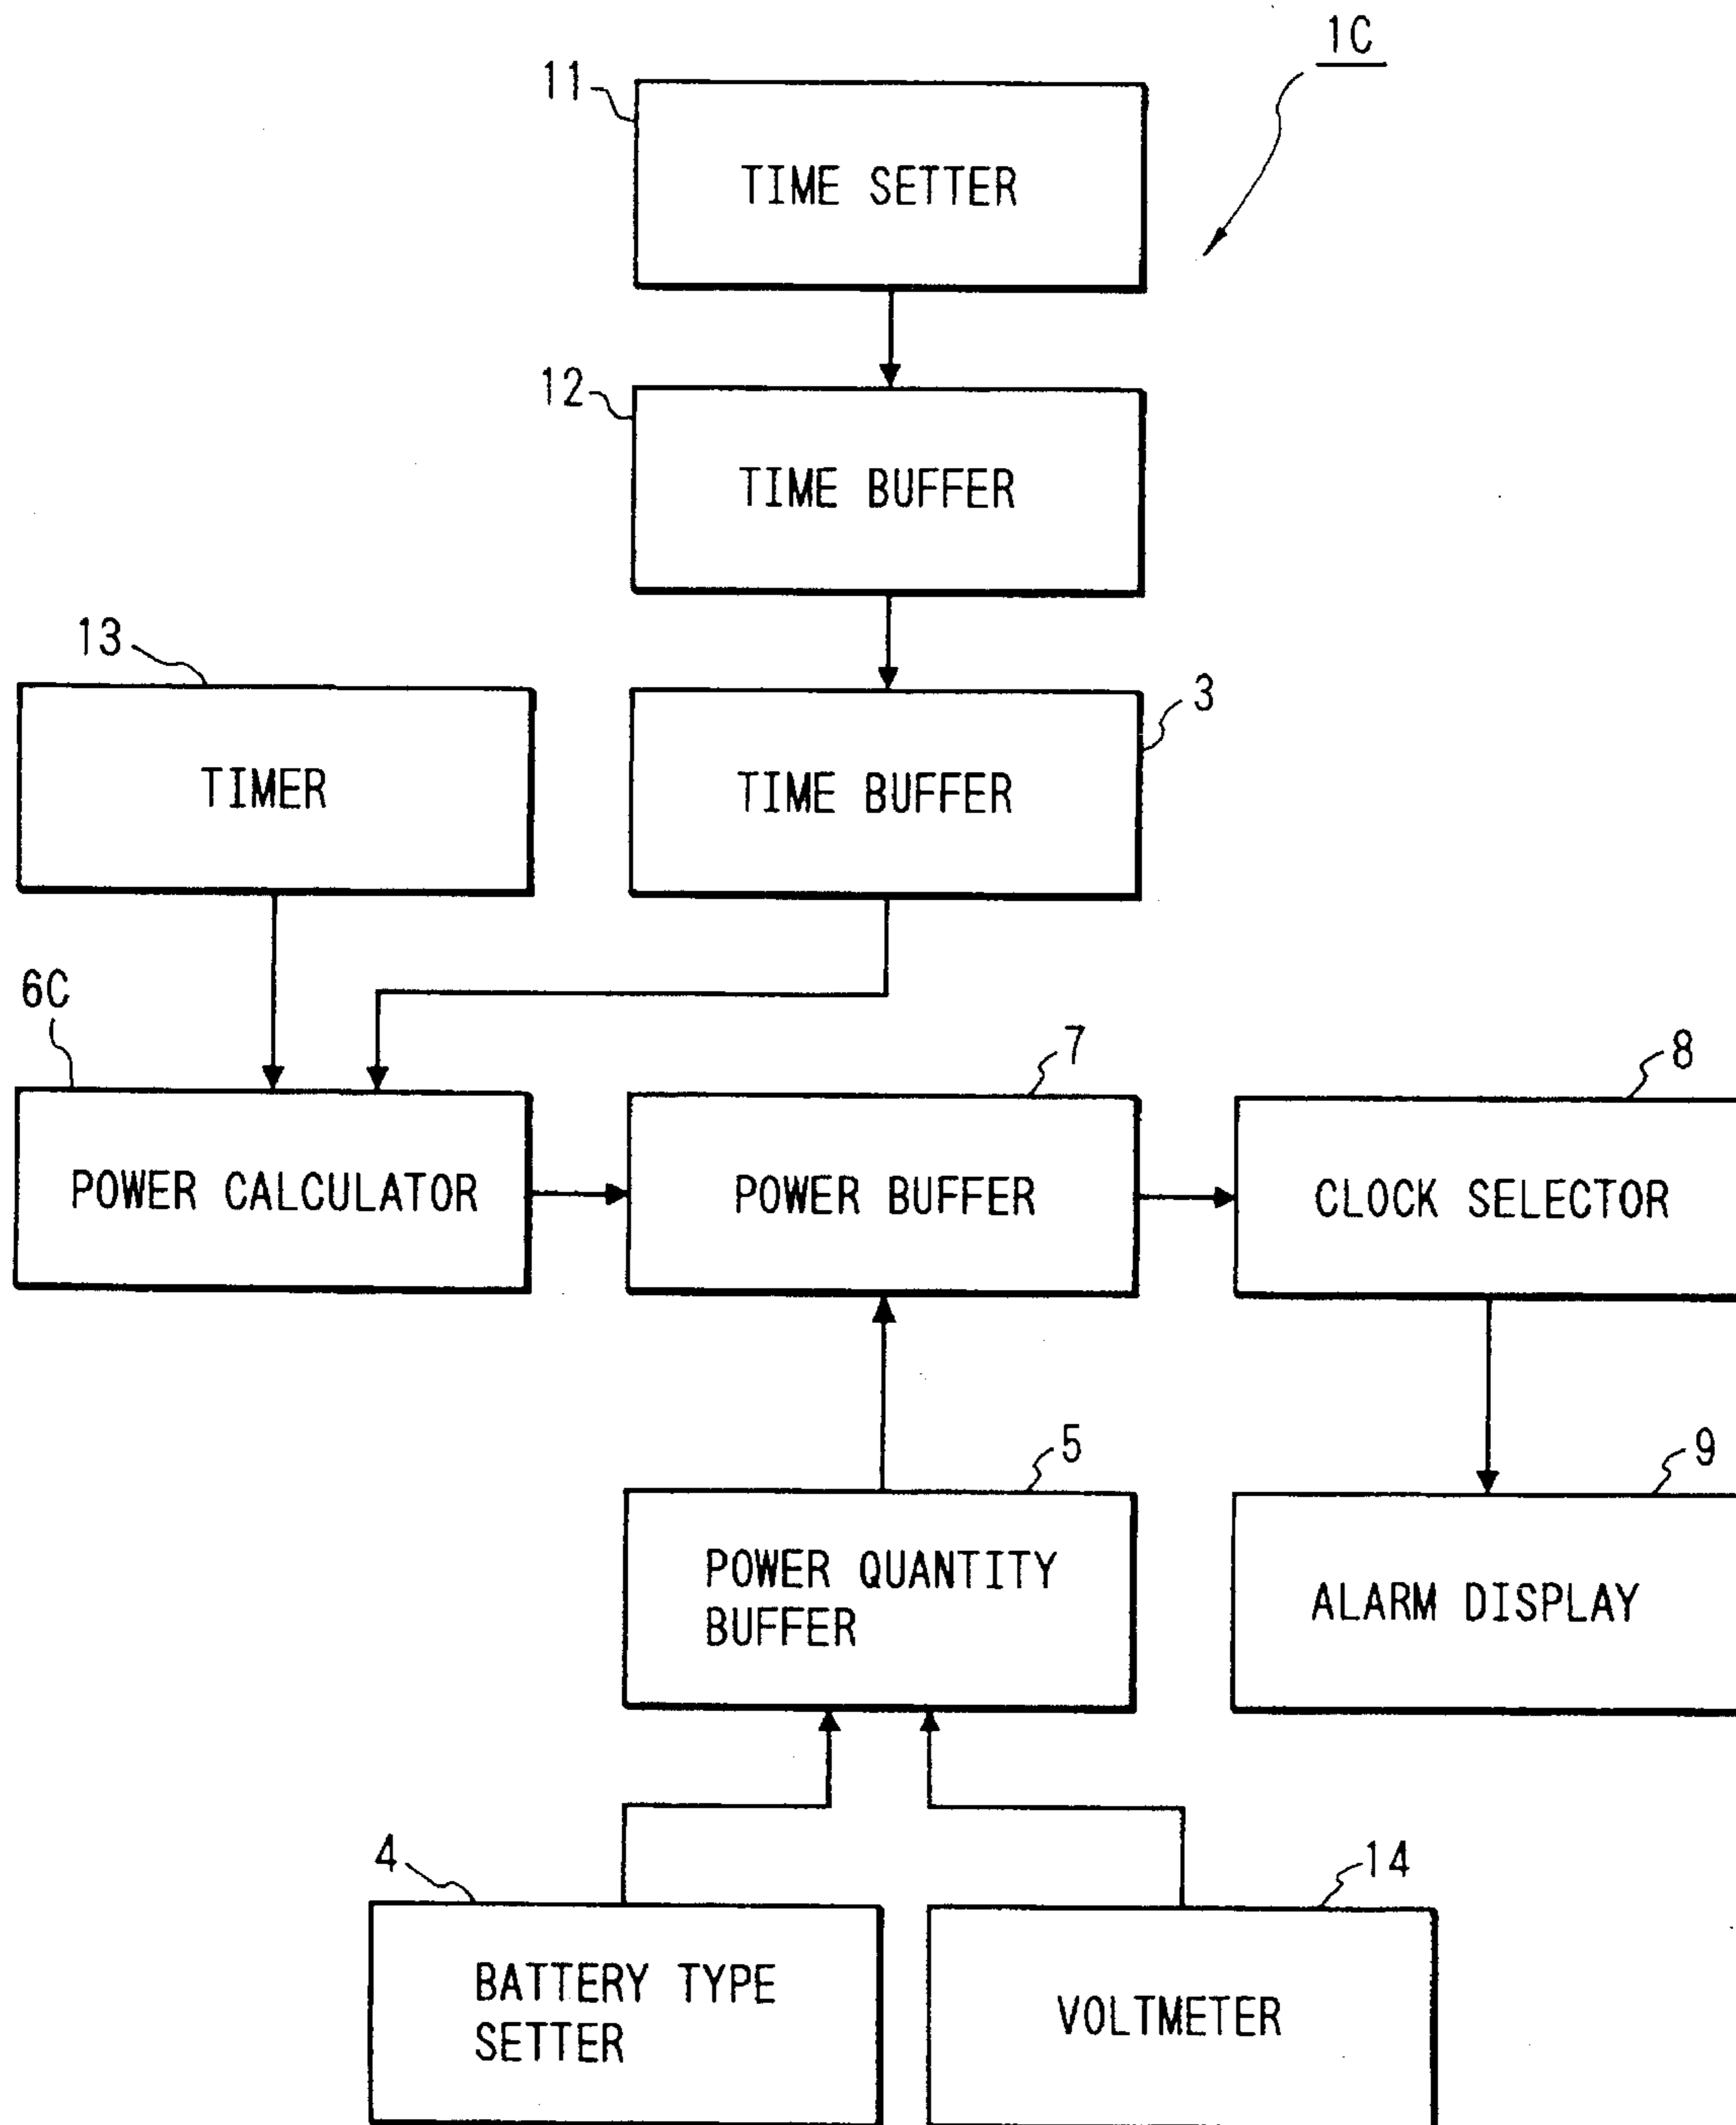 1C
11
TIME SETTER
12
TIME BUFFER
13
3
TIMER
TIME BUFFER
6C
7
8
POWER CALCULATOR
POWER BUFFER
CLOCK SELECTOR
5
9
POWER QUANTITY
BUFFER
ALARM DISPLAY
4
14
BATTERY TYPE
SETTER
VOLTMETER